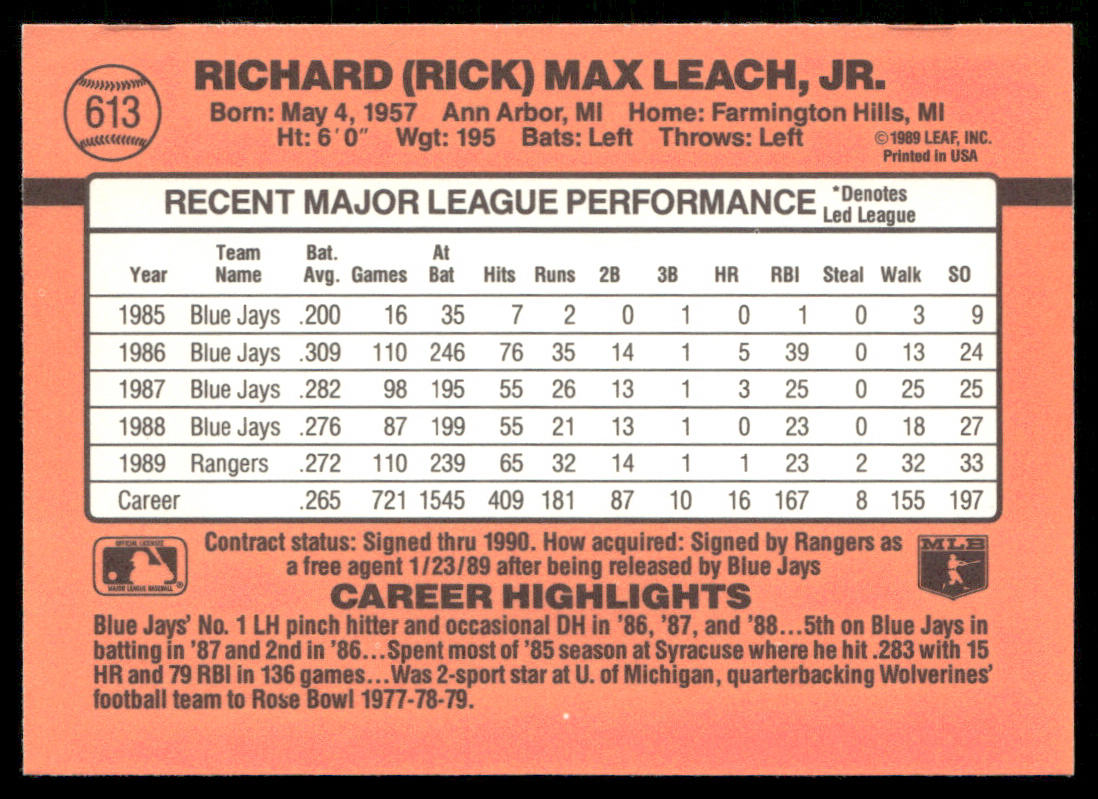 613
RICHARD (RICK) MAX LEACH, JR.
Born: May 4, 1957 Ann Arbor, MI Home: Farmington Hills, MI
Ht: 6'0" Wgt: 195 Bats: Left Throws: Left
©1989 LEAF, INC.
Printed in USA
RECENT MAJOR LEAGUE PERFORMANCE *Denotes Led League
Year Team Name Bat. Avg. Games At Bat Hits Runs 2B 3B HR RBI Steal Walk SO
1985 Blue Jays .200 16 35 7 2 0 1 0 1 0 3 9
1986 Blue Jays .309 110 246 76 35 14 1 5 39 0 13 24
1987 Blue Jays .282 98 195 55 26 13 1 3 25 0 25 25
1988 Blue Jays .276 87 199 55 21 13 1 0 23 0 18 27
1989 Rangers .272 110 239 65 32 14 1 1 23 2 32 33
Career .265 721 1545 409 181 87 10 16 167 8 155 197
OFFICIAL LICENSEE
MAJOR LEAGUE BASEBALL
®
Contract status: Signed thru 1990. How acquired: Signed by Rangers as
a free agent 1/23/89 after being released by Blue Jays
MLB
CAREER HIGHLIGHTS
Blue Jays' No. 1 LH pinch hitter and occasional DH in '86, '87, and '88...5th on Blue Jays in
batting in '87 and 2nd in '86...Spent most of '85 season at Syracuse where he hit .283 with 15
HR and 79 RBI in 136 games...Was 2-sport star at U. of Michigan, quarterbacking Wolverines'
football team to Rose Bowl 1977-78-79.